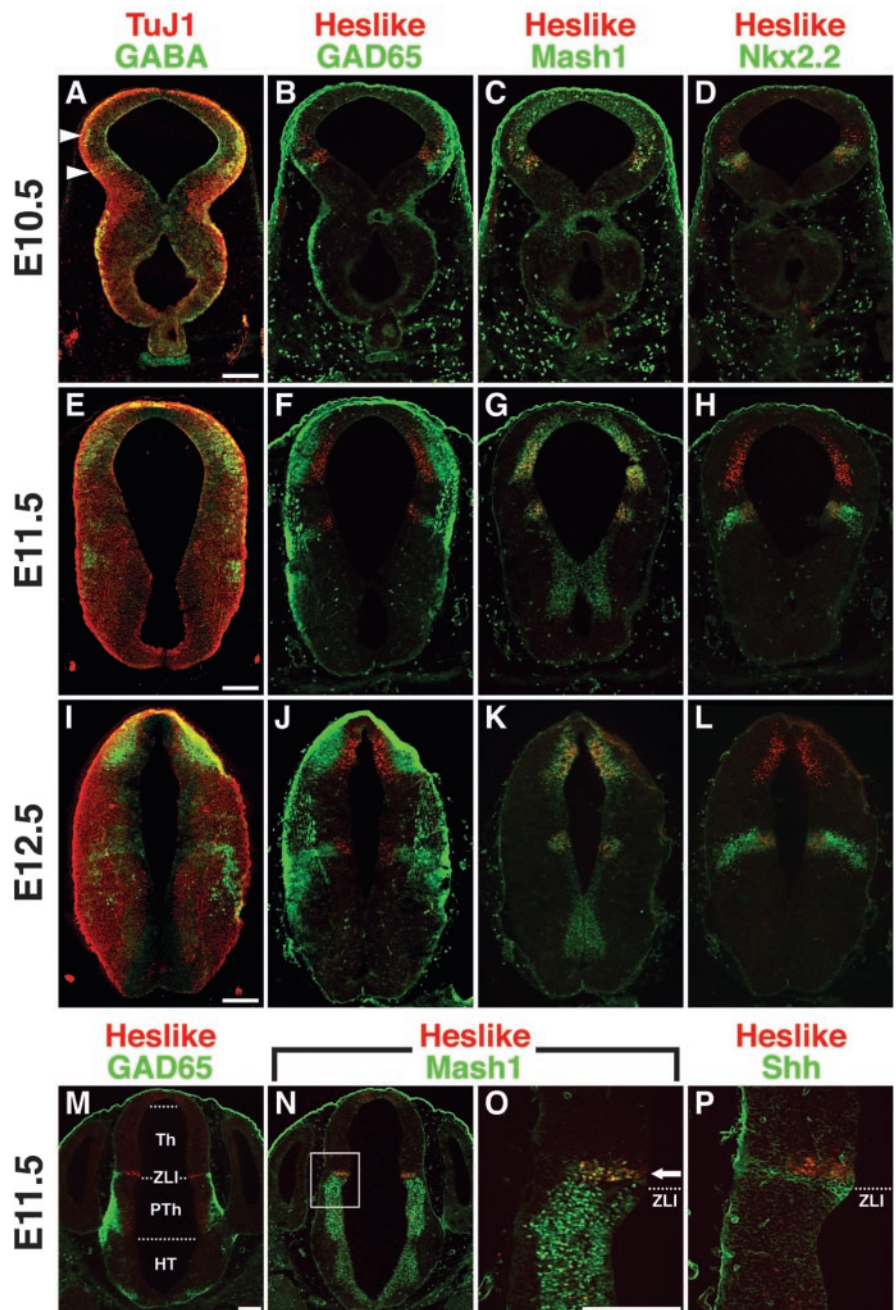 TuJ1 Heslike Heslike Heslike
GABA GAD65 Mash1 Nkx2.2
A B C D
E10.5
E F G H
E11.5
I J K L
E12.5
Heslike Heslike Heslike
GAD65 Mash1 Shh
M N O P
Th
ZLI
PTh
HT
ZLI
ZLI
E11.5